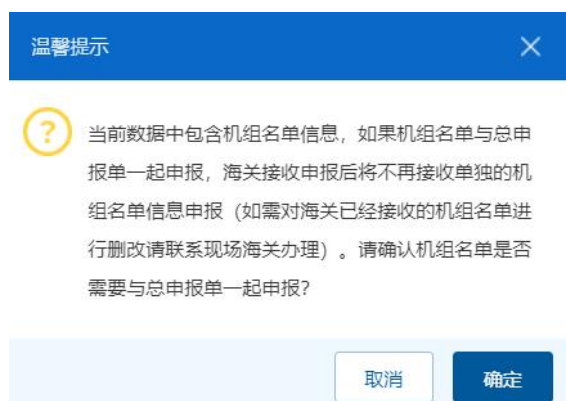 温馨提示
当前数据中包含机组名单信息，如果机组名单与总申
报单一起申报，海关接收申报后将不再接收单独的机
组名单信息申报（如需对海关已经接收的机组名单进
行删改请联系现场海关办理）。请确认机组名单是否
需要与总申报单一起申报？
取消
确定